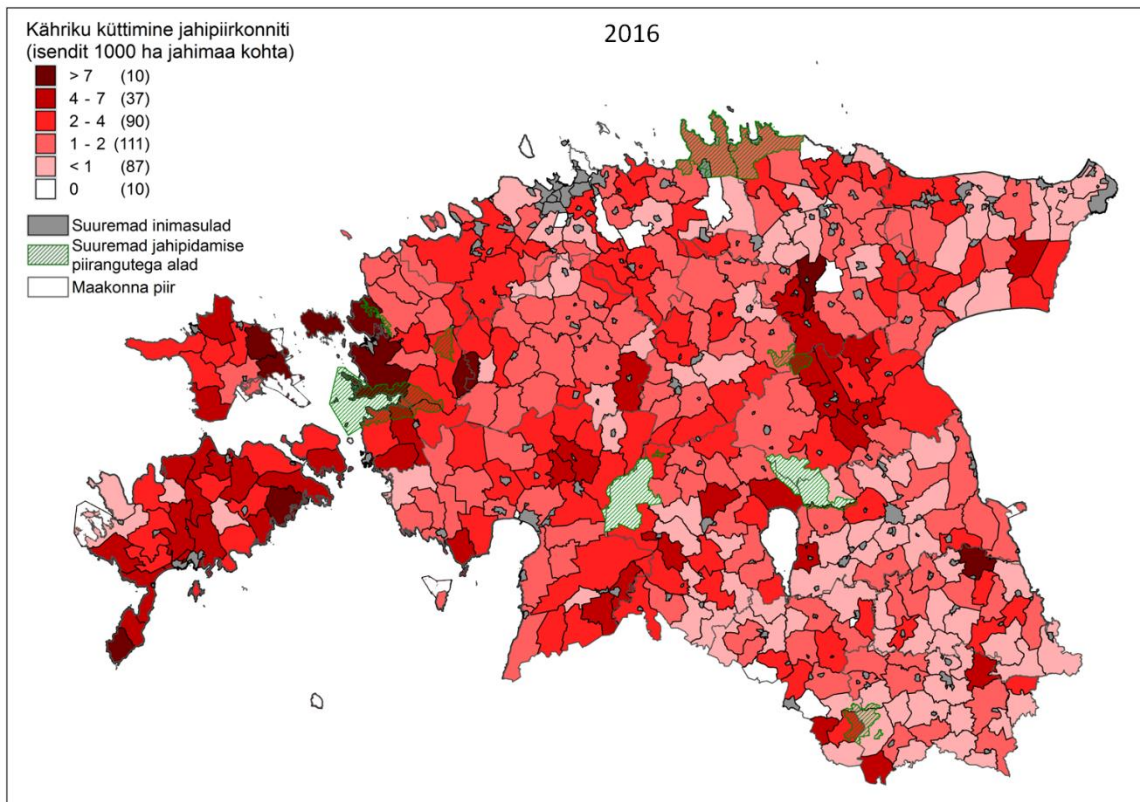 Kähriku küttimine jahipiirkonniti
(isendit 1000 ha jahimaa kohta)
2016
> 7 (10)
4 - 7 (37)
2 - 4 (90)
1 - 2 (111)
< 1 (87)
0 (10)
Suuremad inimasulad
Suuremad jahipidamise
piirangutega alad
Maakonna piir